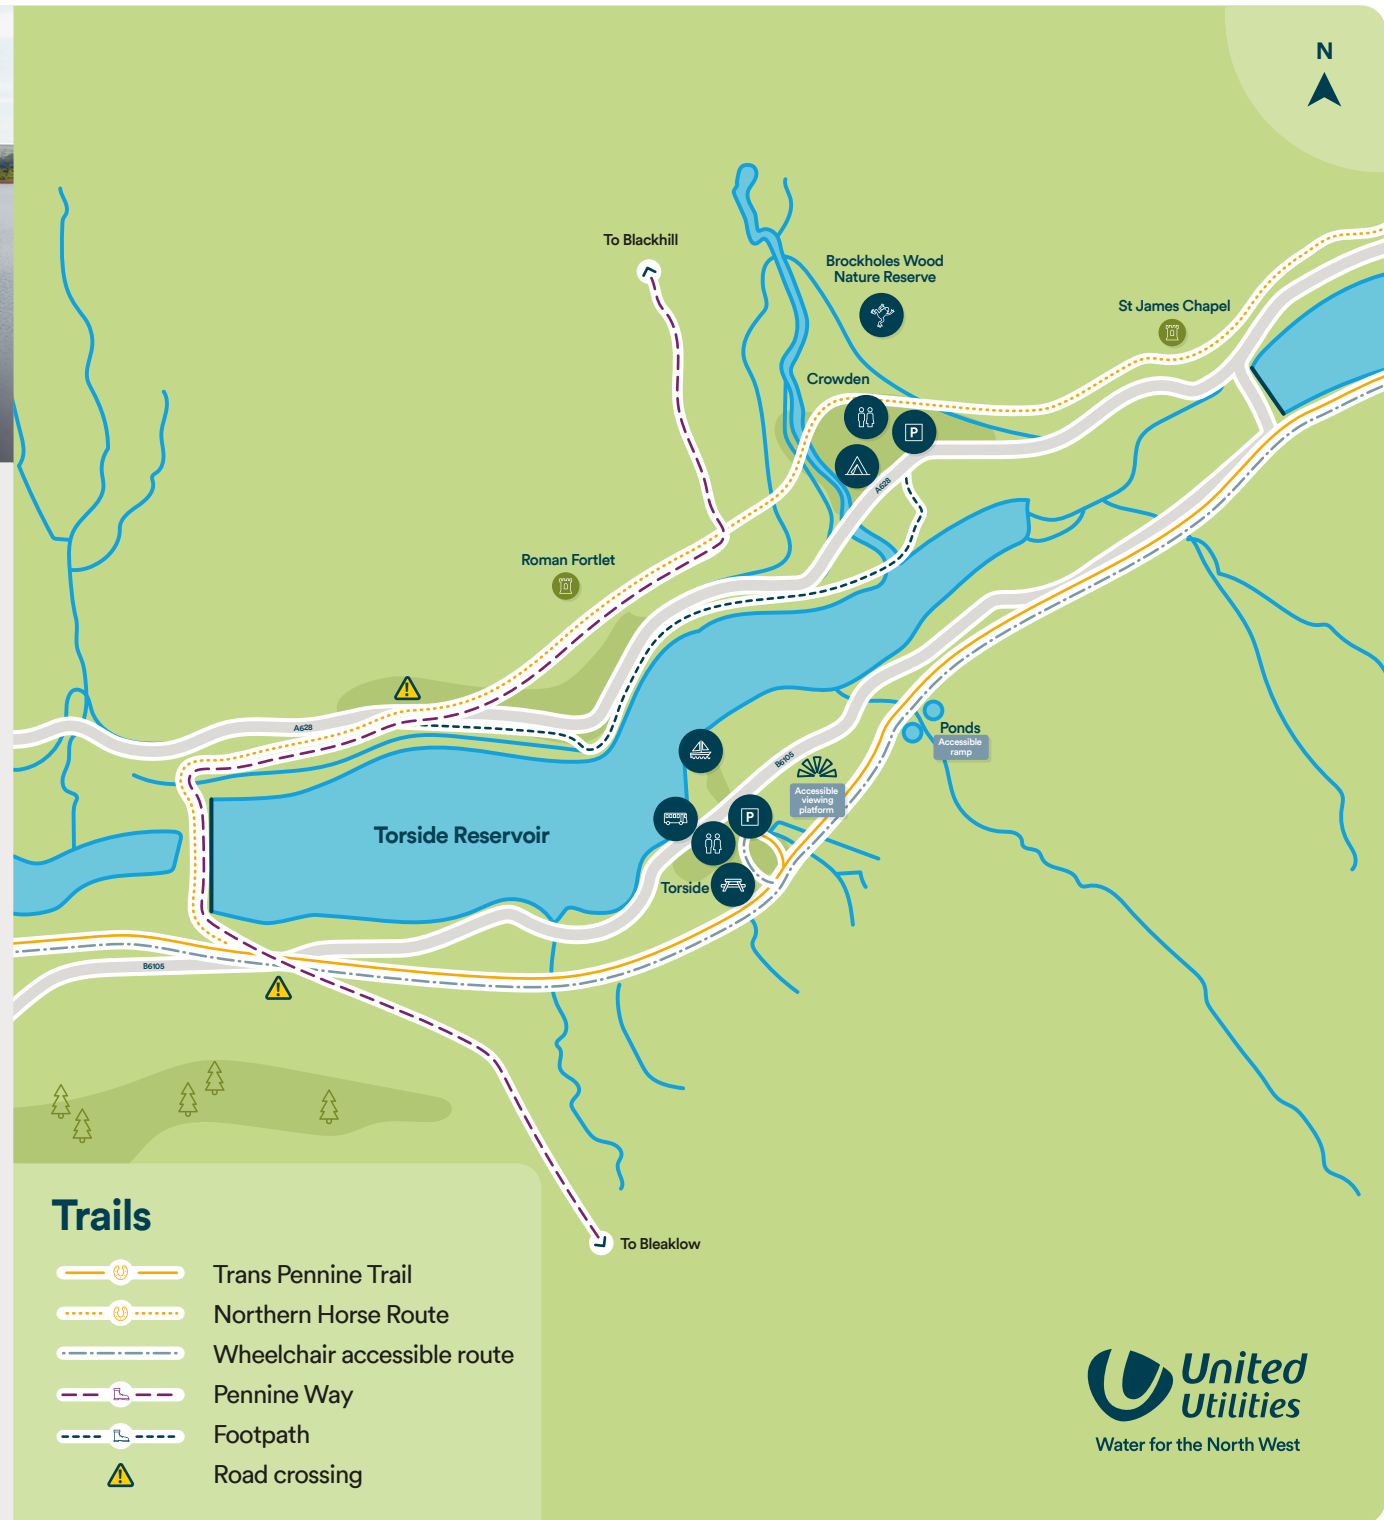 N
To Blackhill
Brockholes Wood
Nature Reserve
St James Chapel
Crowden
P
A628
Roman Fortlet
A628
Ponds
Accessible
ramp
B6105
Accessible
viewing
platform
P
Torside Reservoir
Torside
B6105
To Bleaklow
Trails
Trans Pennine Trail
Northern Horse Route
Wheelchair accessible route
Pennine Way
Footpath
Road crossing
United
Utilities
Water for the North West